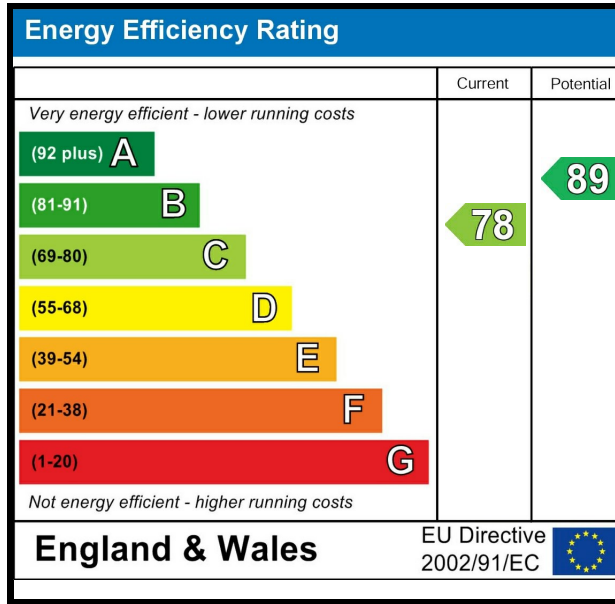 Energy Efficiency Rating
Current Potential
Very energy efficient - lower running costs
(92 plus) A
89
(81-91) B
78
(69-80) C
(55-68) D
(39-54) E
(21-38) F
(1-20) G
Not energy efficient - higher running costs
England & Wales
EU Directive
2002/91/EC